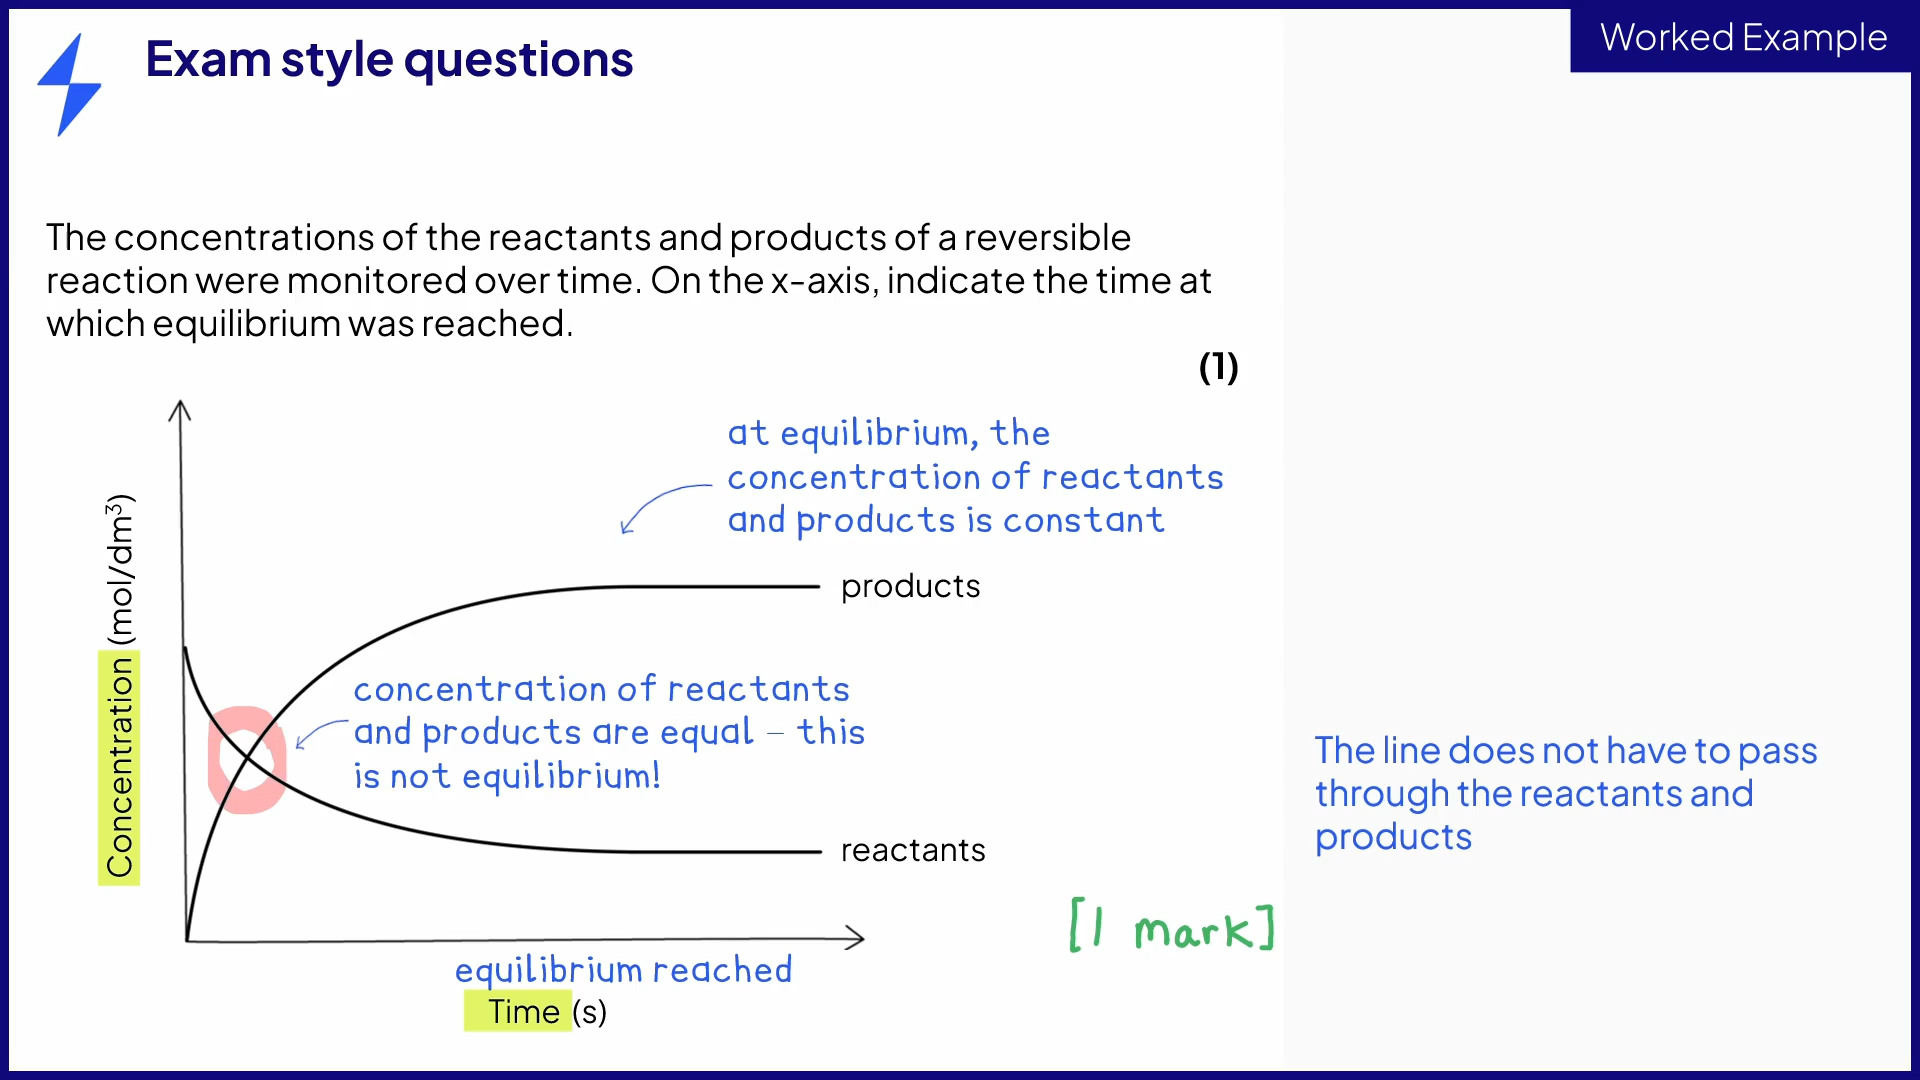 Worked Example
Exam style questions
The concentrations of the reactants and products of a reversible
reaction were monitored over time. On the x-axis, indicate the time at
which equilibrium was reached.
(1)
at equilibrium, the
concentration of reactants
and products is constant
Concentration (mol/dm³)
products
concentration of reactants
and products are equal – this
is not equilibrium!
reactants
equilibrium reached
Time (s)
[1 mark]
The line does not have to pass
through the reactants and
products